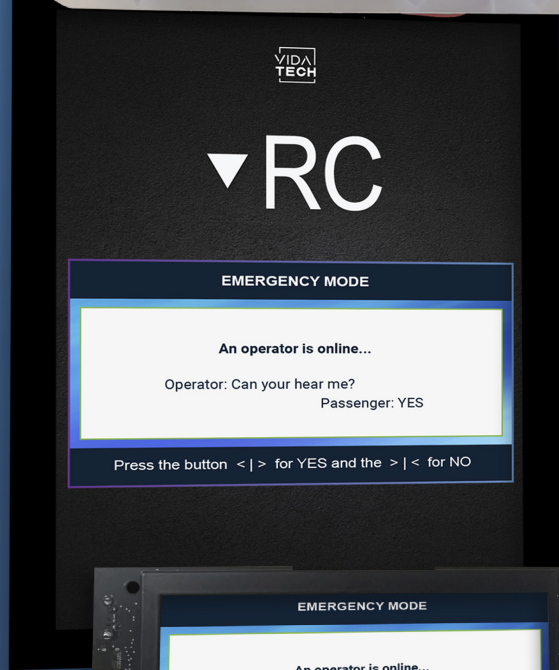 VIDA
TECH
▼RC
EMERGENCY MODE
An operator is online...
Operator: Can your hear me?
Passenger: YES
Press the button < | > for YES and the > | < for NO
EMERGENCY MODE
An operator is online...